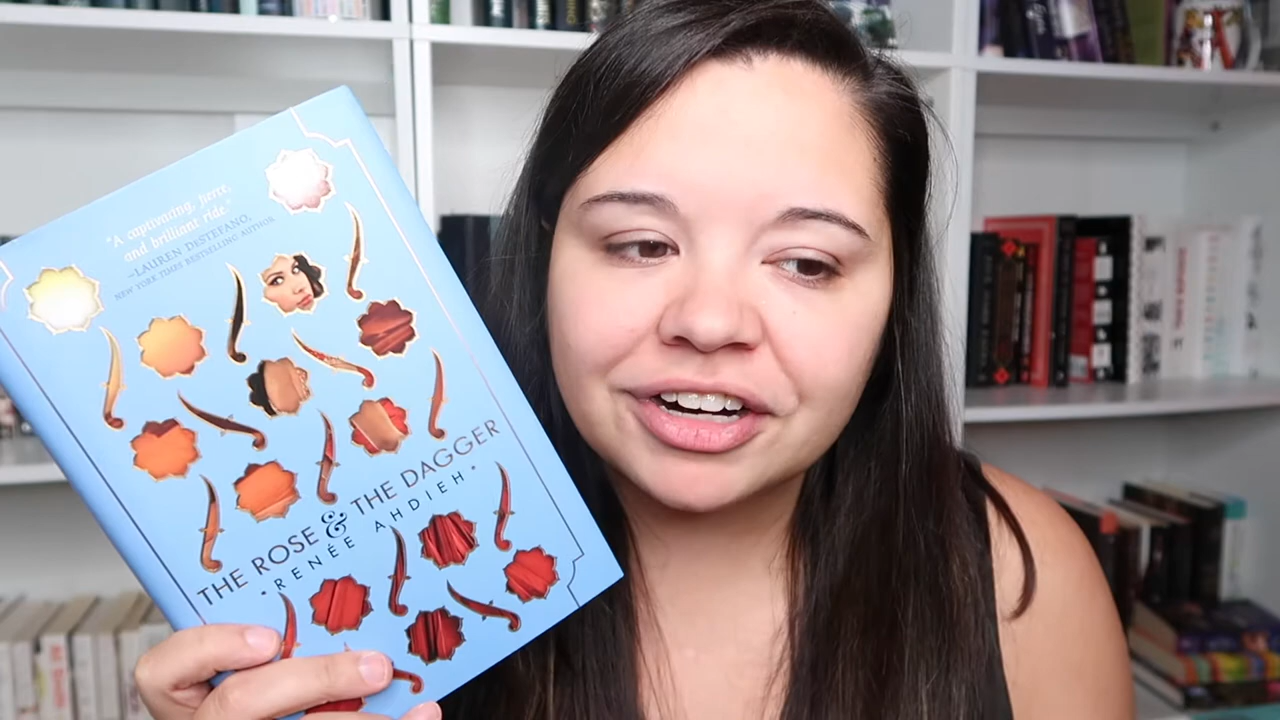 "A captivating, fierce,
and brilliant ride."
—LAUREN DESTEFANO,
NEW YORK TIMES BESTSELLING AUTHOR
THE ROSE & THE DAGGER
• RENÉE AHDIEH •